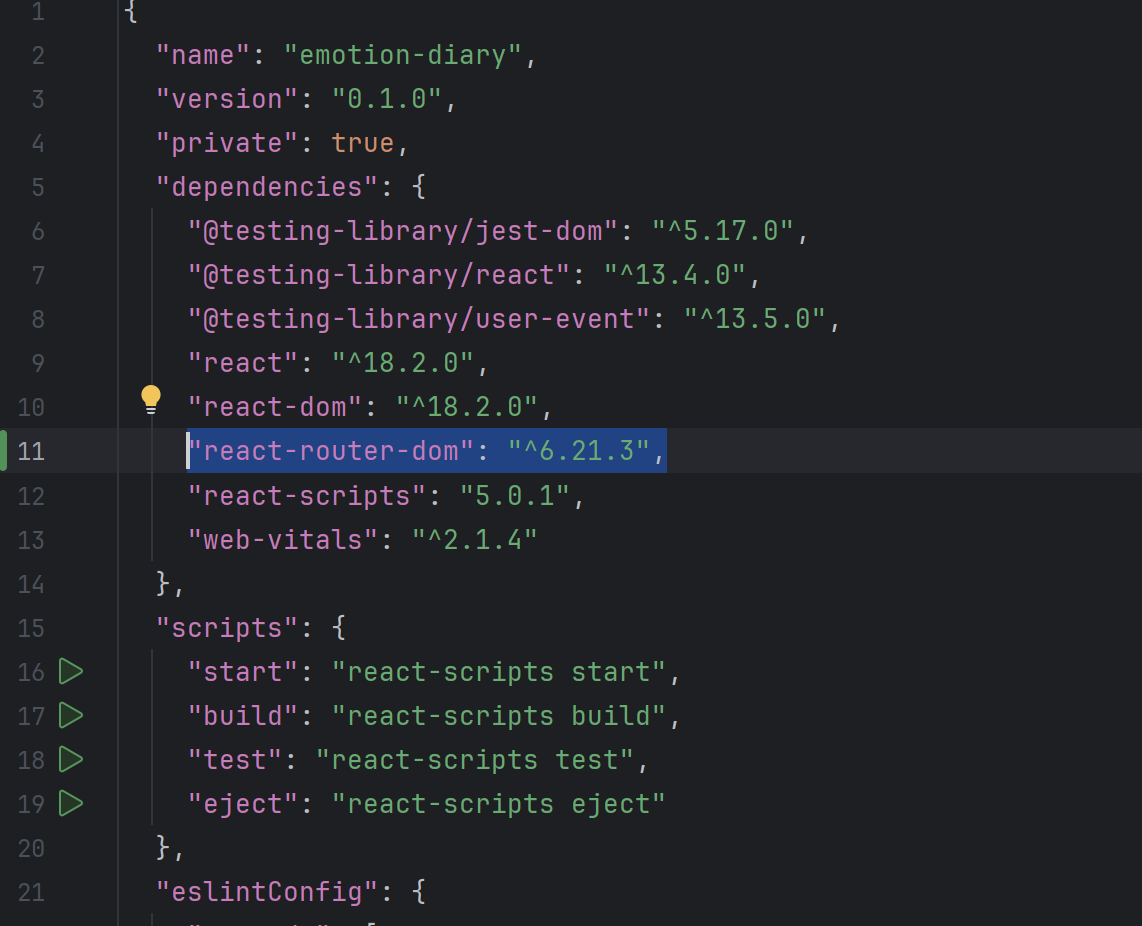 1 {
2 "name": "emotion-diary",
3 "version": "0.1.0",
4 "private": true,
5 "dependencies": {
6 "@testing-library/jest-dom": "^5.17.0",
7 "@testing-library/react": "^13.4.0",
8 "@testing-library/user-event": "^13.5.0",
9 "react": "^18.2.0",
10 "react-dom": "^18.2.0",
11 "react-router-dom": "^6.21.3",
12 "react-scripts": "5.0.1",
13 "web-vitals": "^2.1.4"
14 },
15 "scripts": {
16 "start": "react-scripts start",
17 "build": "react-scripts build",
18 "test": "react-scripts test",
19 "eject": "react-scripts eject"
20 },
21 "eslintConfig": {